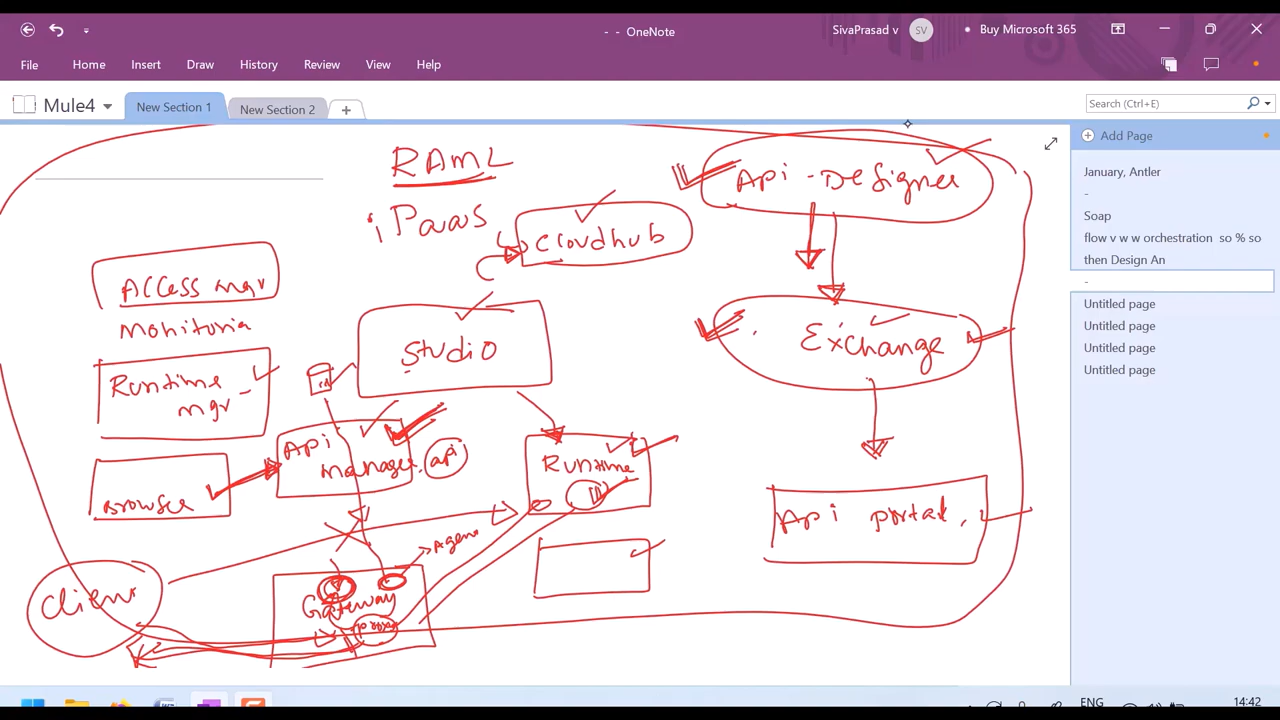 - - OneNote
SivaPrasad v
SV
Buy Microsoft 365
File
Home
Insert
Draw
History
Review
View
Help
Mule4
New Section 1
New Section 2
Search (Ctrl+E)
Add Page
January, Antler
-
Soap
flow v w w orchestration so % so
then Design An
-
Untitled page
Untitled page
Untitled page
Untitled page
RAML
iPaaaS
Cloudhub
Api - Designer
Access mgr
Monitoria
Studio
Exchange
Runtime
mgr -
Api
manager
api
Runtime
Browser
Api portal.
Agent
Client
Gateway
proxy
ENG
14:42